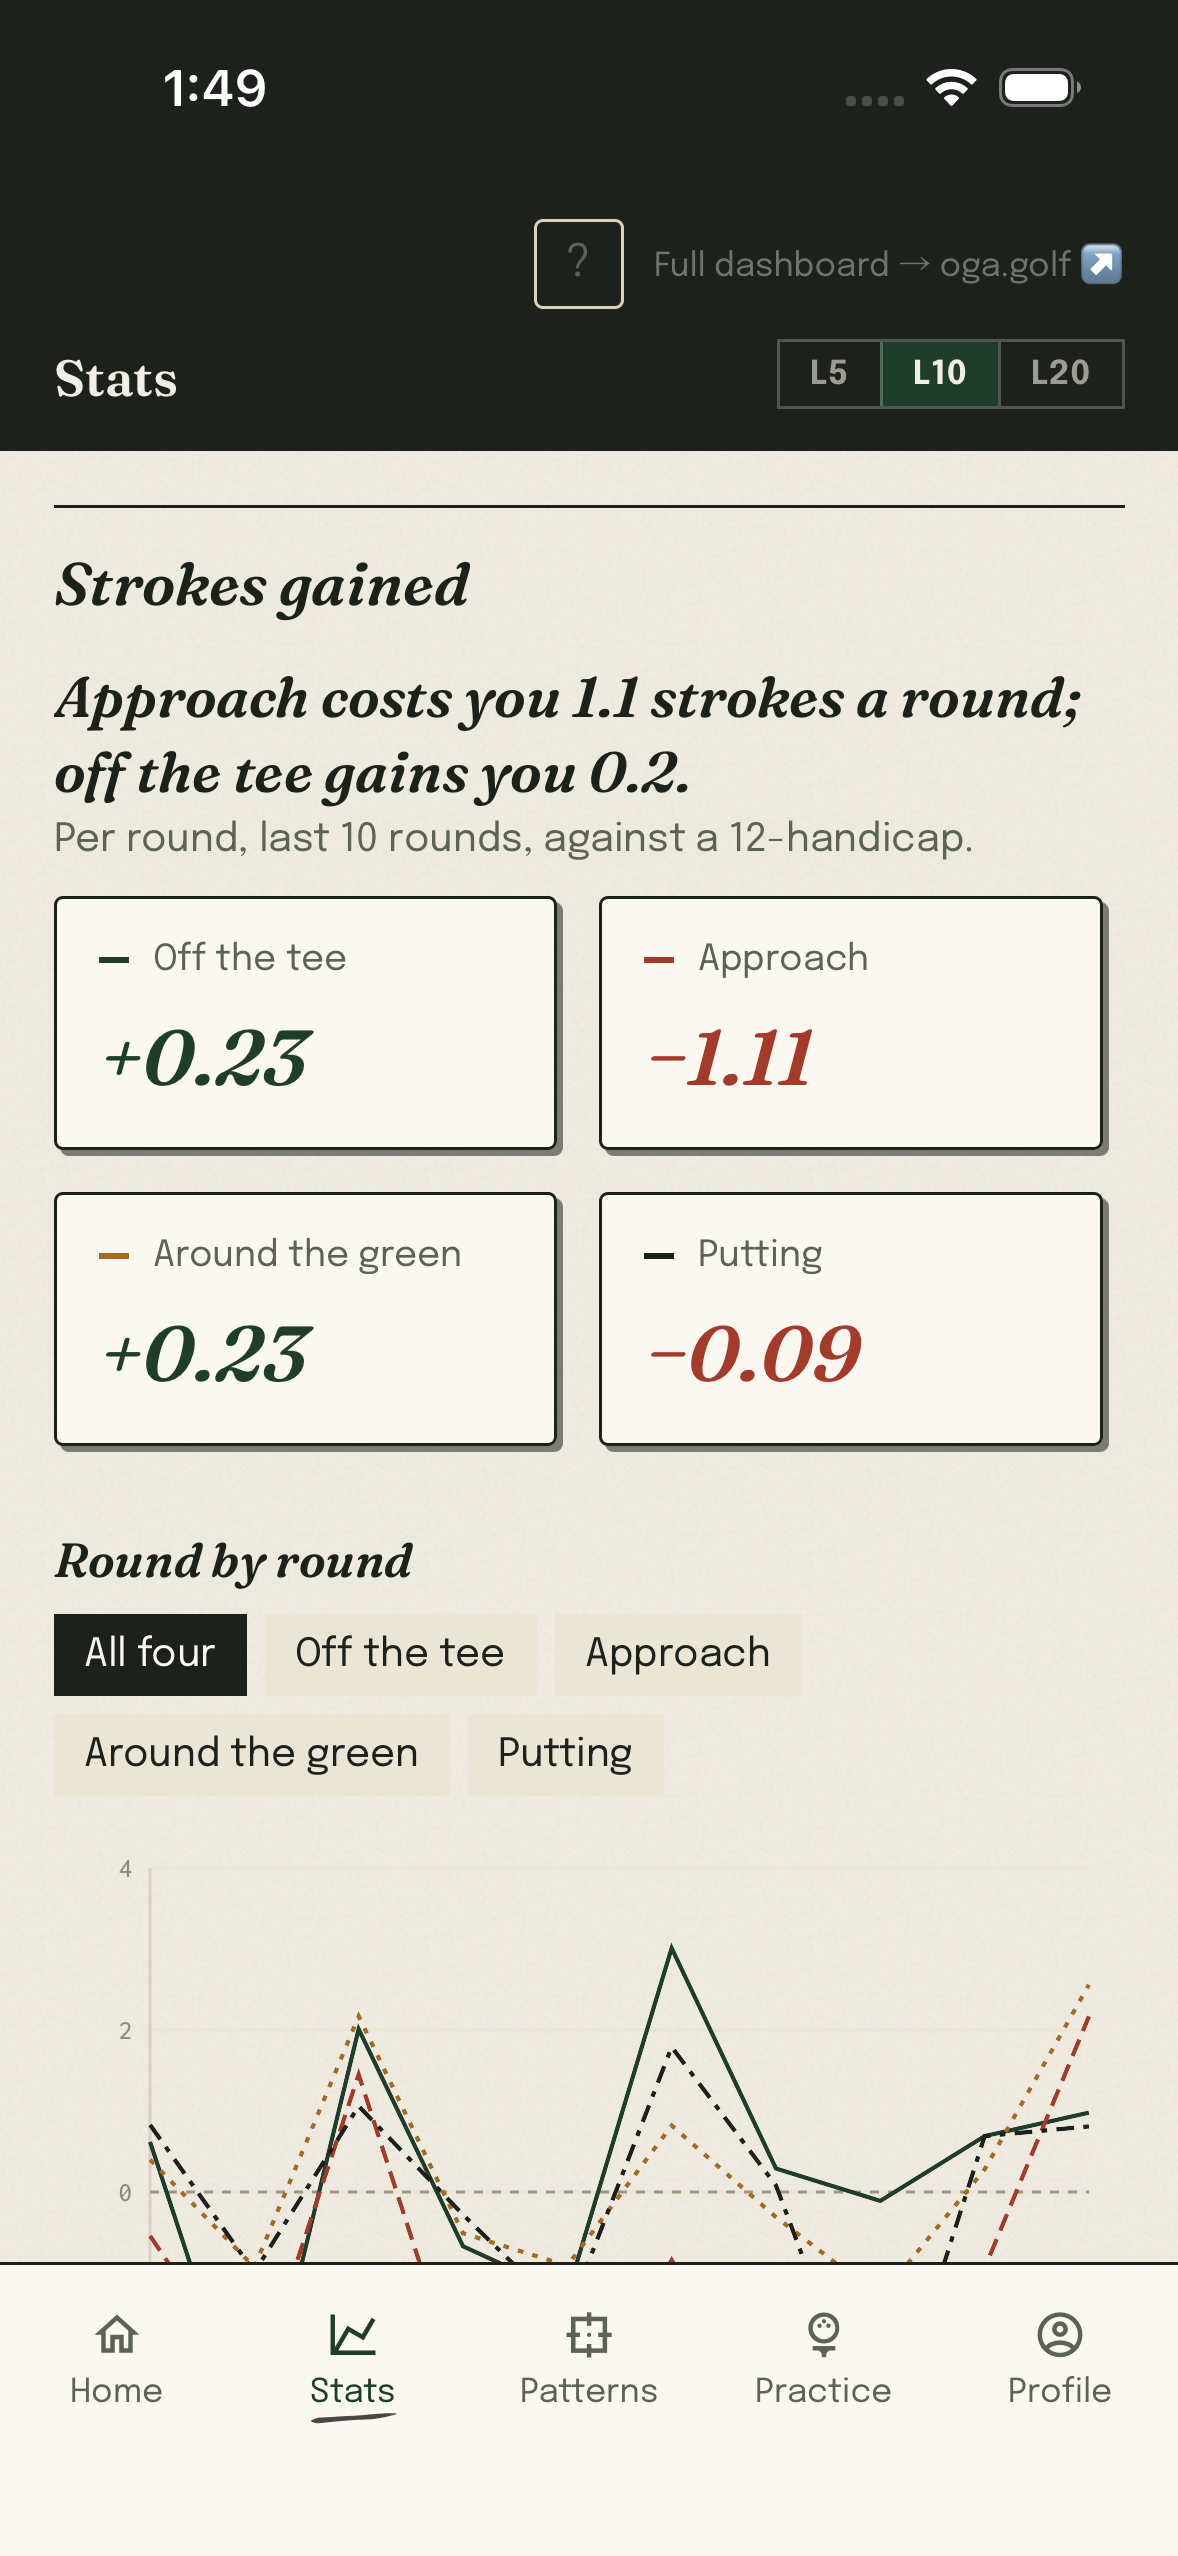 1:49
?
Full dashboard → oga.golf ↗
Stats
L5 L10 L20
Strokes gained
Approach costs you 1.1 strokes a round;
off the tee gains you 0.2.
Per round, last 10 rounds, against a 12-handicap.
Off the tee
+0.23
Approach
−1.11
Around the green
+0.23
Putting
−0.09
Round by round
All four Off the tee Approach
Around the green Putting
4
2
0
Home Stats Patterns Practice Profile